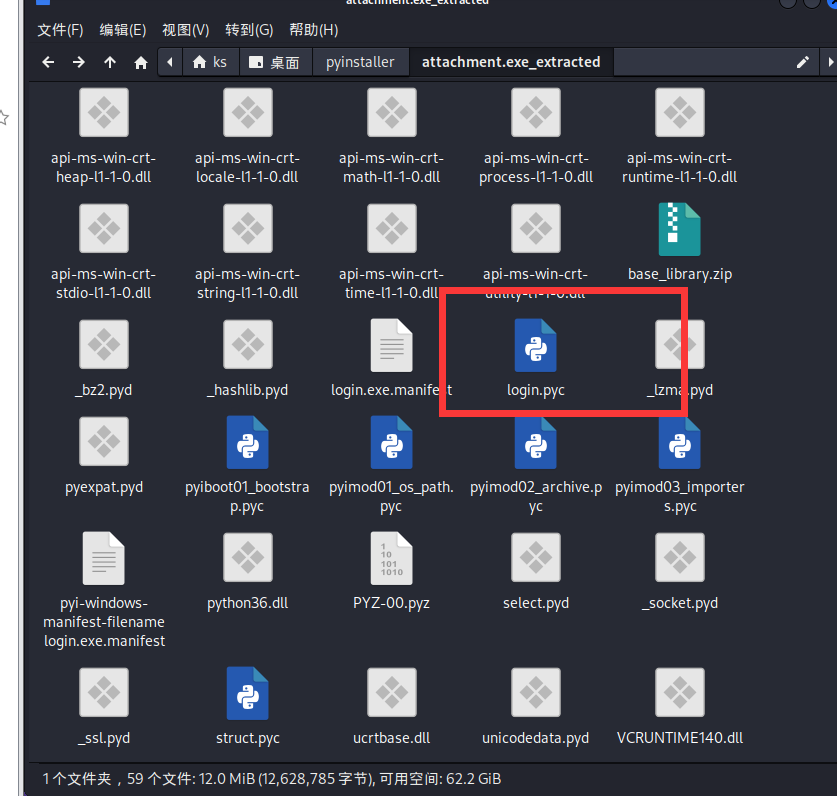 attachment.exe_extracted
文件(F) 编辑(E) 视图(V) 转到(G) 帮助(H)
ks 桌面 pyinstaller attachment.exe_extracted
api-ms-win-crt- api-ms-win-crt- api-ms-win-crt- api-ms-win-crt- api-ms-win-crt-
heap-l1-1-0.dll locale-l1-1-0.dll math-l1-1-0.dll process-l1-1-0.dll runtime-l1-1-0.dll
api-ms-win-crt- api-ms-win-crt- api-ms-win-crt- api-ms-win-crt- base_library.zip
stdio-l1-1-0.dll string-l1-1-0.dll time-l1-1-0.dll utility-l1-1-0.dll
_bz2.pyd _hashlib.pyd login.exe.manifest login.pyc _lzma.pyd
pyexpat.pyd pyiboot01_bootstra pyimod01_os_path. pyimod02_archive.p pyimod03_importer
p.pyc pyc yc s.pyc
1
10
101
1010
pyi-windows- python36.dll PYZ-00.pyz select.pyd _socket.pyd
manifest-filename
login.exe.manifest
_ssl.pyd struct.pyc ucrtbase.dll unicodedata.pyd VCRUNTIME140.dll
1个文件夹，59 个文件: 12.0 MiB (12,628,785 字节), 可用空间: 62.2 GiB